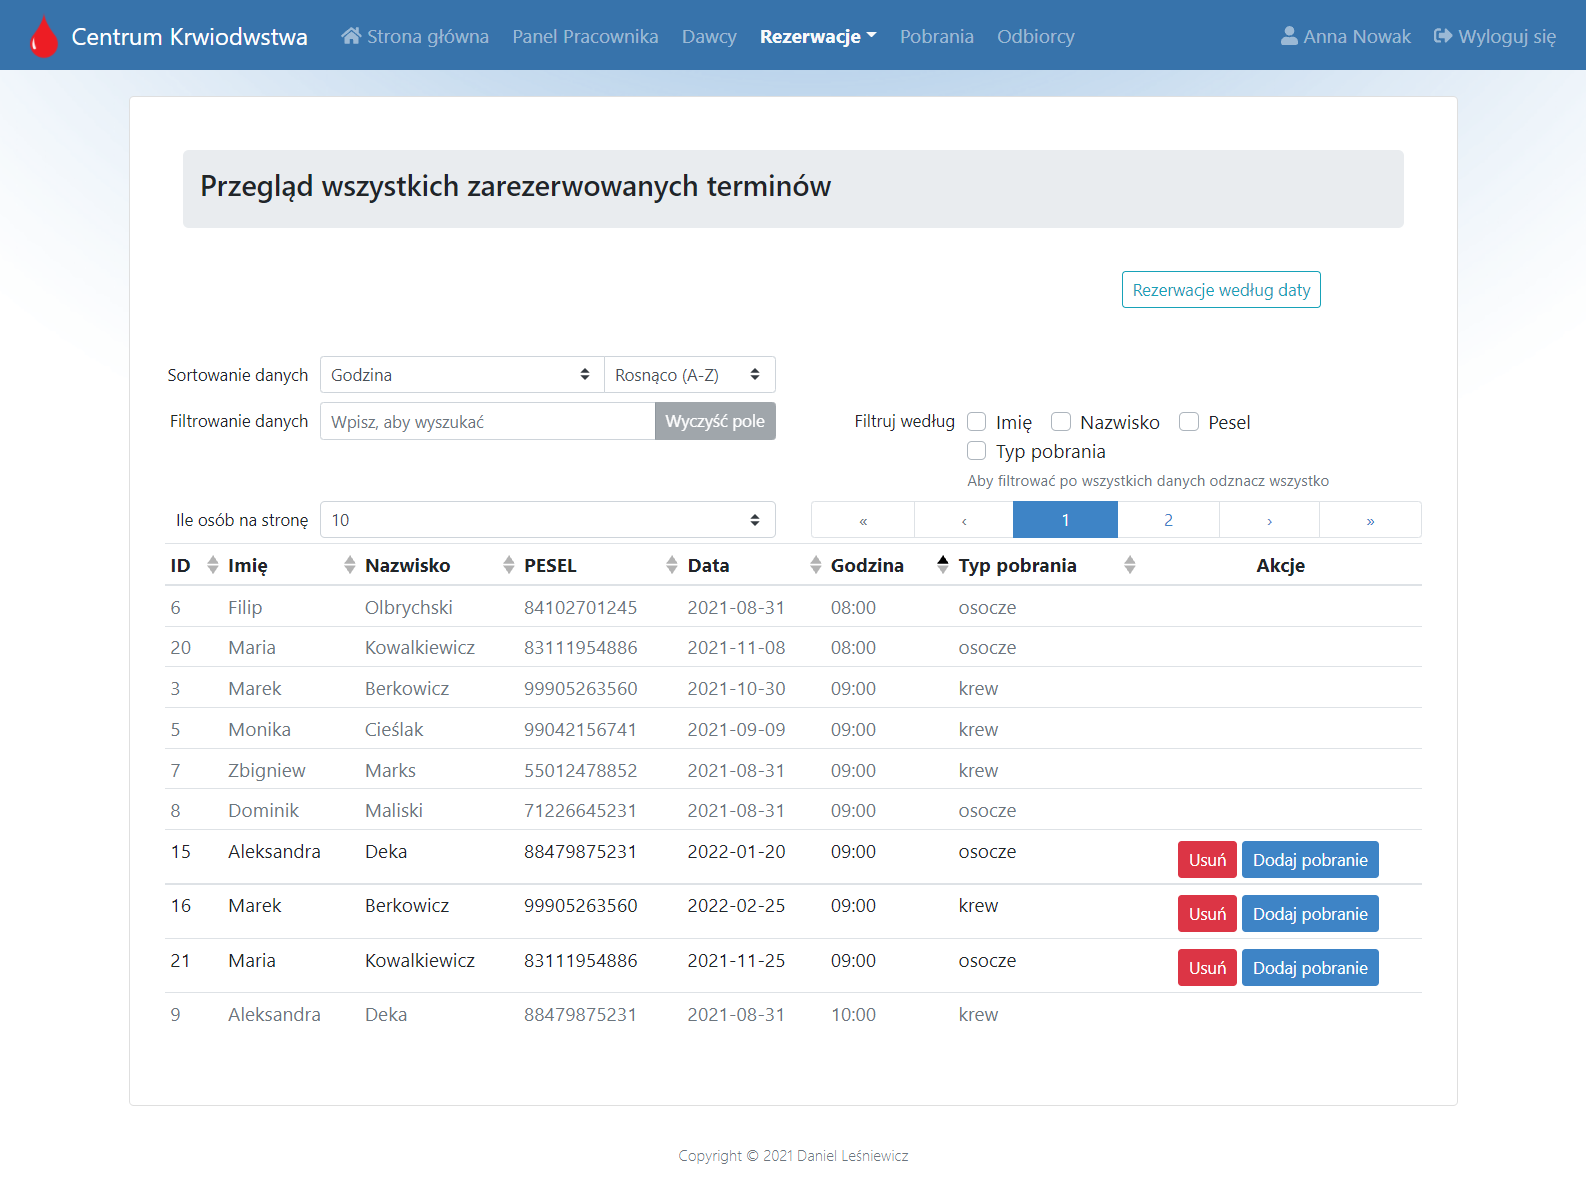 Centrum Krwiodwstwa Strona główna Panel Pracownika Dawcy Rezerwacje Pobrania Odbiorcy Anna Nowak Wyloguj się
Przegląd wszystkich zarezerwowanych terminów
Rezerwacje według daty
Sortowanie danych Godzina Rosnąco (A-Z)
Filtrowanie danych Wpisz, aby wyszukać Wyczyść pole Filtruj według Imię Nazwisko Pesel
Typ pobrania
Aby filtrować po wszystkich danych odznacz wszystko
Ile osób na stronę 10 « ‹ 1 2 › »
ID Imię Nazwisko PESEL Data Godzina Typ pobrania Akcje
6 Filip Olbrychski 84102701245 2021-08-31 08:00 osocze
20 Maria Kowalkiewicz 83111954886 2021-11-08 08:00 osocze
3 Marek Berkowicz 99905263560 2021-10-30 09:00 krew
5 Monika Cieślak 99042156741 2021-09-09 09:00 krew
7 Zbigniew Marks 55012478852 2021-08-31 09:00 krew
8 Dominik Maliski 71226645231 2021-08-31 09:00 osocze
15 Aleksandra Deka 88479875231 2022-01-20 09:00 osocze Usuń Dodaj pobranie
16 Marek Berkowicz 99905263560 2022-02-25 09:00 krew Usuń Dodaj pobranie
21 Maria Kowalkiewicz 83111954886 2021-11-25 09:00 osocze Usuń Dodaj pobranie
9 Aleksandra Deka 88479875231 2021-08-31 10:00 krew
Copyright © 2021 Daniel Leśniewicz